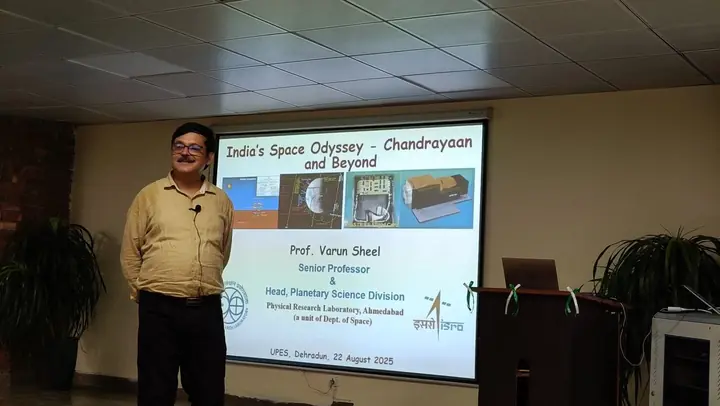 India's Space Odyssey - Chandrayaan
and Beyond
Prof. Varun Sheel
Senior Professor
&
Head, Planetary Science Division
Physical Research Laboratory, Ahmedabad
(a unit of Dept. of Space)
इसरो isro
UPES, Dehradun, 22 August 2025